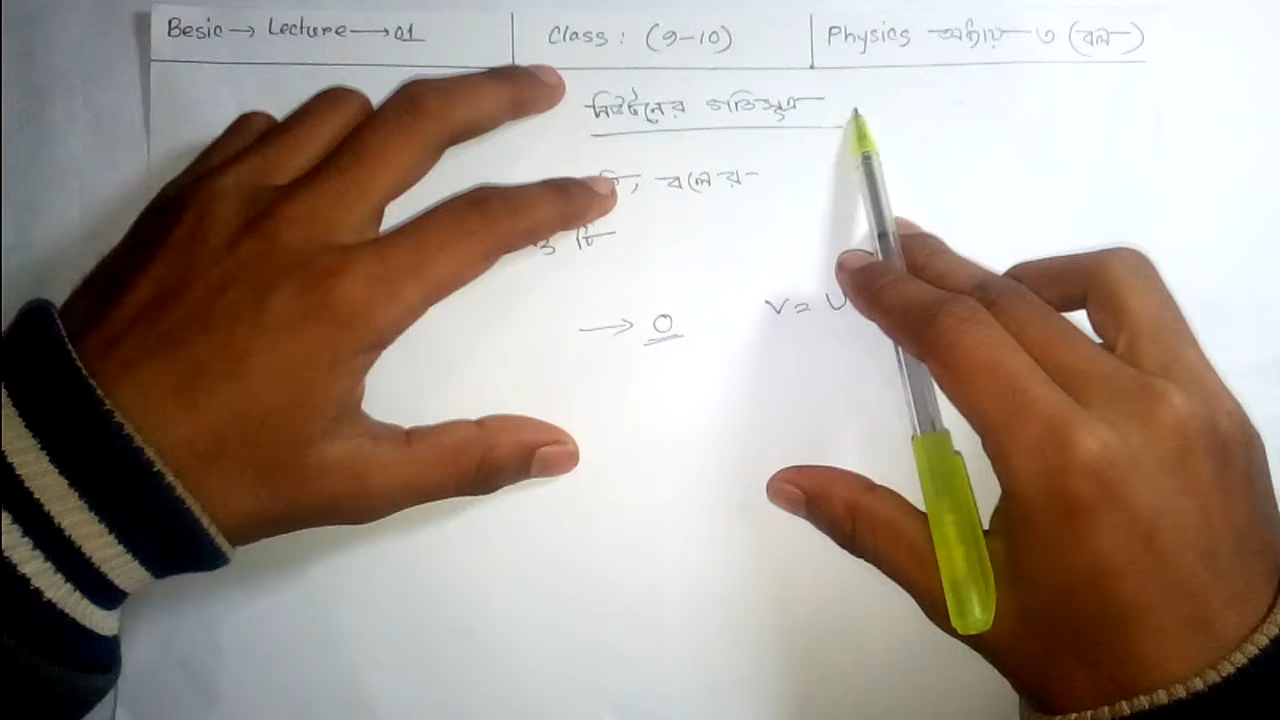 Besic → Lecture → 01 Class : (9-10) Physics অধ্যায় ৩ (বল)
নিউটনের গতিসূত্র
বলের
৩ টি
→ 0 V = U